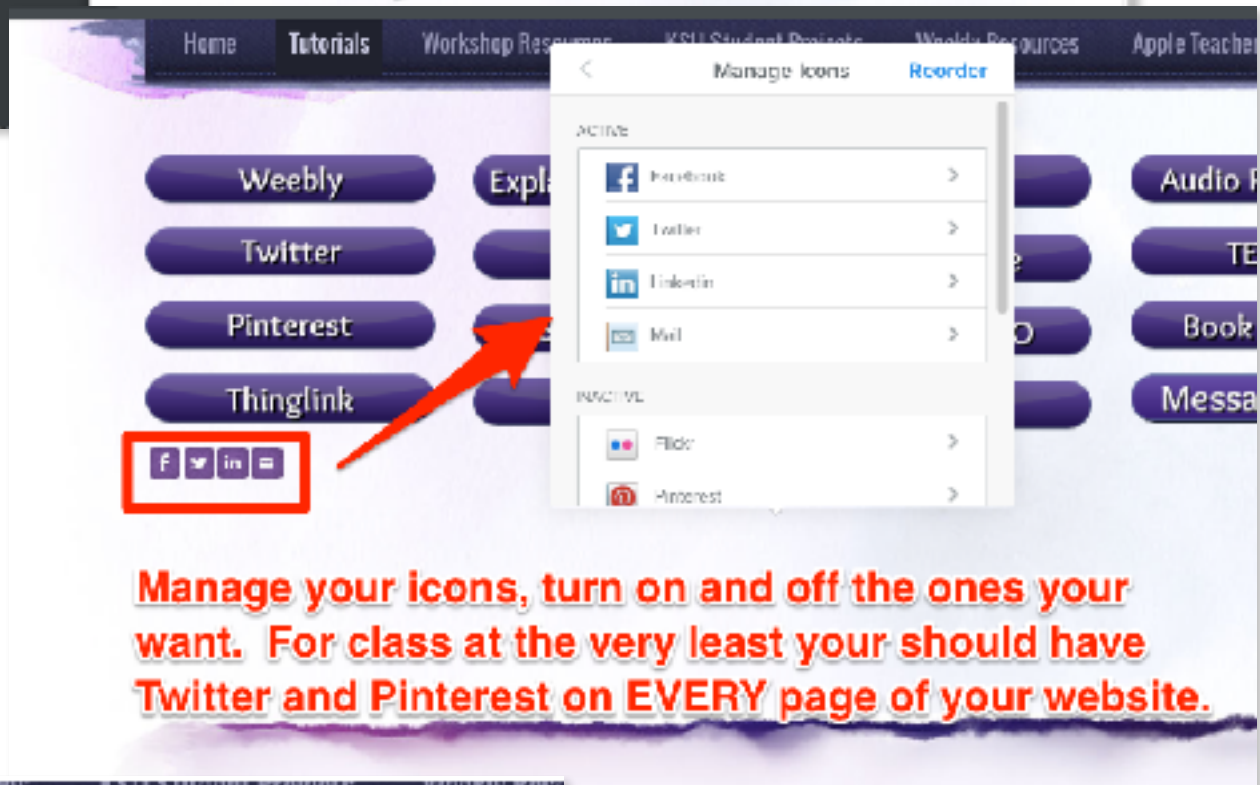 Home Tutorials Workshop Resources KSU Student Projects Weekly Resources Apple Teacher
Manage Icons Reorder
ACTIVE
Weebly Expl Facebook Audio
Twitter Twitter TE
LinkedIn
Pinterest Mail O Book
Thinglink INACTIVE Messa
Flickr
Pinterest
Manage your icons, turn on and off the ones your
want. For class at the very least your should have
Twitter and Pinterest on EVERY page of your website.